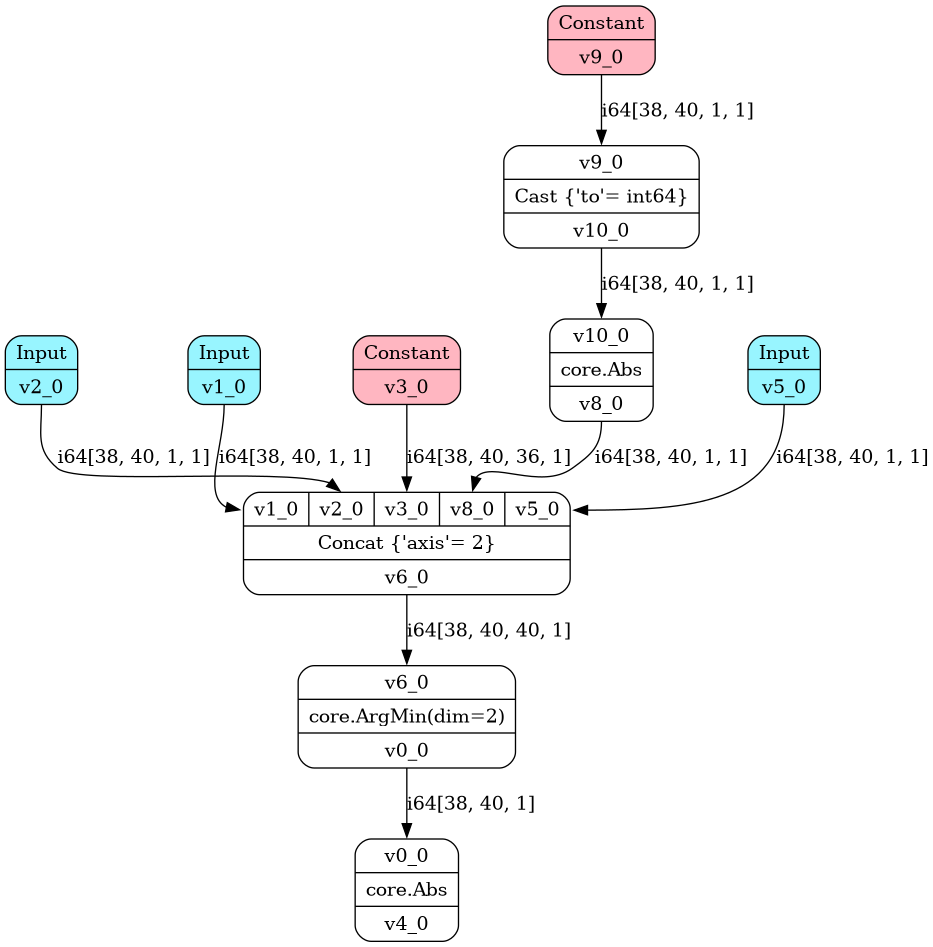 Constant
v9_0
i64[38, 40, 1, 1]
v9_0
Cast {'to'= int64}
v10_0
i64[38, 40, 1, 1]
Input
v2_0
Input
v1_0
Constant
v3_0
v10_0
core.Abs
v8_0
Input
v5_0
i64[38, 40, 1, 1]
i64[38, 40, 1, 1]
i64[38, 40, 36, 1]
i64[38, 40, 1, 1]
i64[38, 40, 1, 1]
v1_0 v2_0 v3_0 v8_0 v5_0
Concat {'axis'= 2}
v6_0
i64[38, 40, 40, 1]
v6_0
core.ArgMin(dim=2)
v0_0
i64[38, 40, 1]
v0_0
core.Abs
v4_0